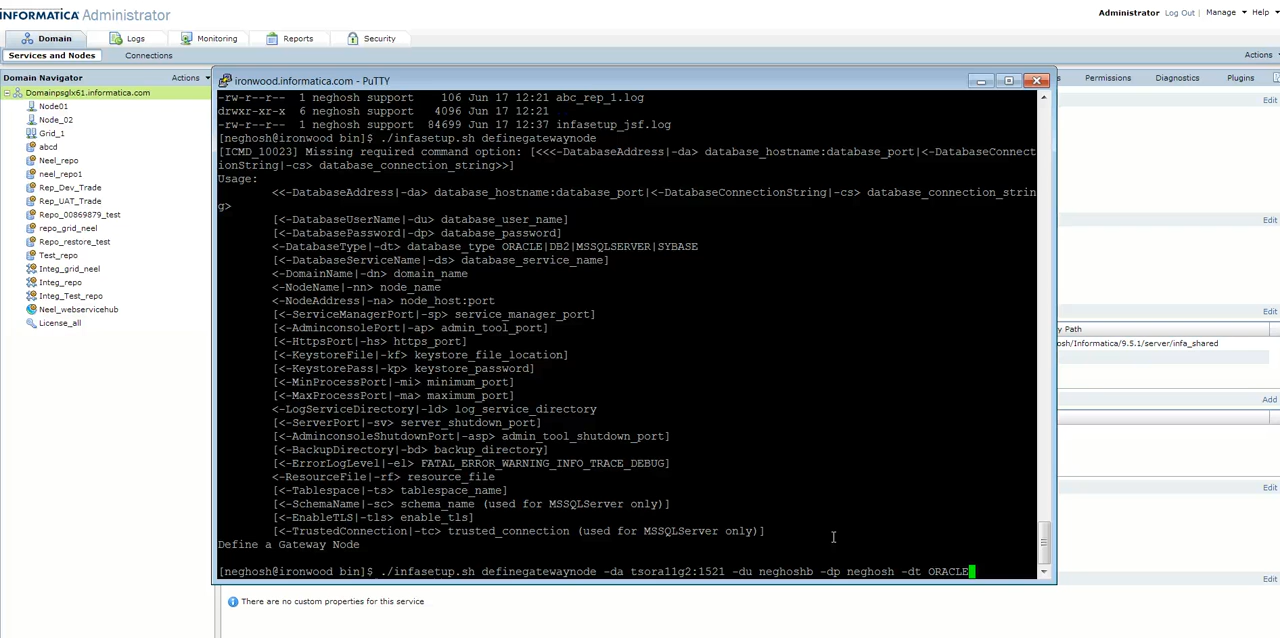 INFORMATICA Administrator
Administrator Log Out Manage Help
Domain Logs Monitoring Reports Security
Services and Nodes Connections Actions
Domain Navigator Actions
Permissions Diagnostics Plugins
Domainpsglx61.informatica.com
Node01
Node_02
Grid_1
abcd
Neel_repo
neel_repo1
Rep_Dev_Trade
Rep_UAT_Trade
Repo_00869879_test
repo_grid_neel
Repo_restore_test
Test_repo
Integ_grid_neel
Integ_repo
Integ_Test_repo
Neel_webservicehub
License_all
ironwood.informatica.com - PuTTY
-rw-r--r-- 1 neghosh support 106 Jun 17 12:21 abc_rep_1.log
drwxr-xr-x 6 neghosh support 4096 Jun 17 12:21
-rw-r--r-- 1 neghosh support 84699 Jun 17 12:37 infasetup_jsf.log
[neghosh@ironwood bin]$ ./infasetup.sh definegatewaynode
[ICMD_10023] Missing required command option: [<<<-DatabaseAddress|-da> database_hostname:database_port|<-DatabaseConnect
ionString|-cs> database_connection_string>>]
Usage:
<<-DatabaseAddress|-da> database_hostname:database_port|<-DatabaseConnectionString|-cs> database_connection_strin
g>
[<-DatabaseUserName|-du> database_user_name]
[<-DatabasePassword|-dp> database_password]
<-DatabaseType|-dt> database_type ORACLE|DB2|MSSQLSERVER|SYBASE
[<-DatabaseServiceName|-ds> database_service_name]
<-DomainName|-dn> domain_name
<-NodeName|-nn> node_name
<-NodeAddress|-na> node_host:port
[<-ServiceManagerPort|-sp> service_manager_port]
[<-AdminconsolePort|-ap> admin_tool_port]
[<-HttpsPort|-hs> https_port]
[<-KeystoreFile|-kf> keystore_file_location]
[<-KeystorePass|-kp> keystore_password]
[<-MinProcessPort|-mi> minimum_port]
[<-MaxProcessPort|-ma> maximum_port]
<-LogServiceDirectory|-ld> log_service_directory
[<-ServerPort|-sv> server_shutdown_port]
[<-AdminconsoleShutdownPort|-asp> admin_tool_shutdown_port]
[<-BackupDirectory|-bd> backup_directory]
[<-ErrorLogLevel|-el> FATAL_ERROR_WARNING_INFO_TRACE_DEBUG]
<-ResourceFile|-rf> resource_file
[<-Tablespace|-ts> tablespace_name]
[<-SchemaName|-sc> schema_name (used for MSSQLServer only)]
[<-EnableTLS|-tls> enable_tls]
[<-TrustedConnection|-tc> trusted_connection (used for MSSQLServer only)]
Define a Gateway Node
[neghosh@ironwood bin]$ ./infasetup.sh definegatewaynode -da tsora11g2:1521 -du neghoshb -dp neghosh -dt ORACLE
Edit
Edit
Edit
y Path
osh/Informatica/9.5.1/server/infa_shared
Edit
Add
Edit
Edit
There are no custom properties for this service